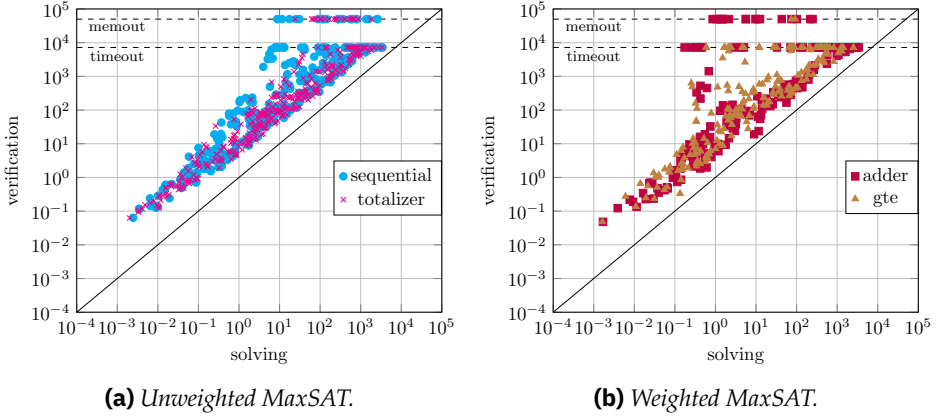 10^5
10^4
10^3
10^2
10^1
10^0
10^−1
10^−2
10^−3
10^−4
verification
memout
timeout
sequential
totalizer
10^−4 10^−3 10^−2 10^−1 10^0 10^1 10^2 10^3 10^4 10^5
solving
(a) Unweighted MaxSAT.
10^5
10^4
10^3
10^2
10^1
10^0
10^−1
10^−2
10^−3
10^−4
verification
memout
timeout
adder
gte
10^−4 10^−3 10^−2 10^−1 10^0 10^1 10^2 10^3 10^4 10^5
solving
(b) Weighted MaxSAT.